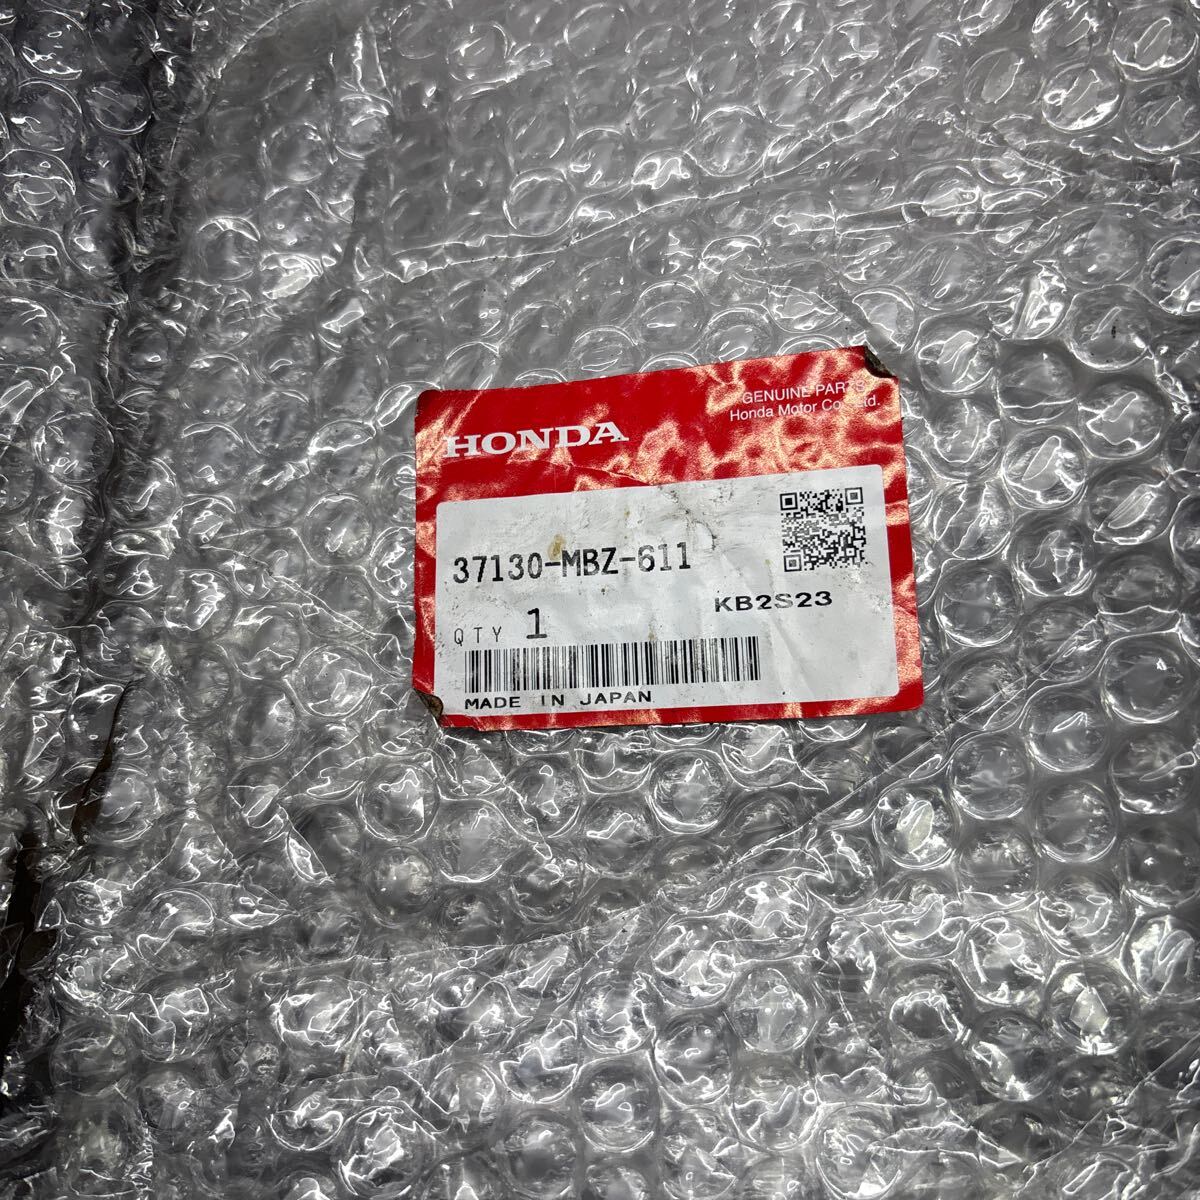 GENUINE PARTS
Honda Motor Co., Ltd.
HONDA
37130-MBZ-611
KB2S23
QTY 1
MADE IN JAPAN